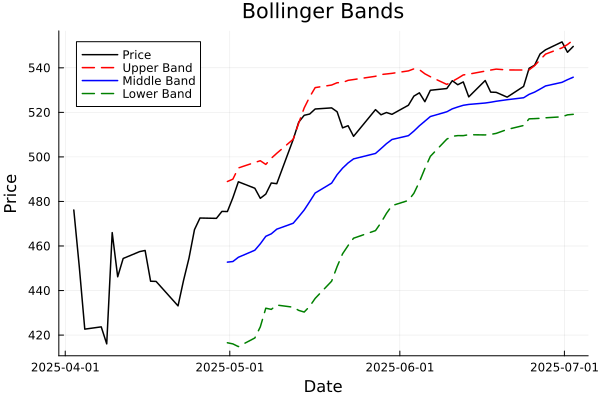 Bollinger Bands
Price
Upper Band
Middle Band
Lower Band
Price
540
520
500
480
460
440
420
2025-04-01
2025-05-01
2025-06-01
2025-07-01
Date